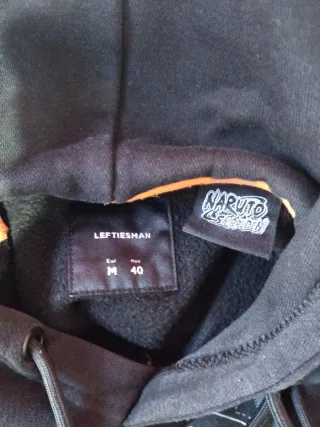 LEFTIESMAN
Eur Mex
M 40
NARUTO
SHIPPUDEN